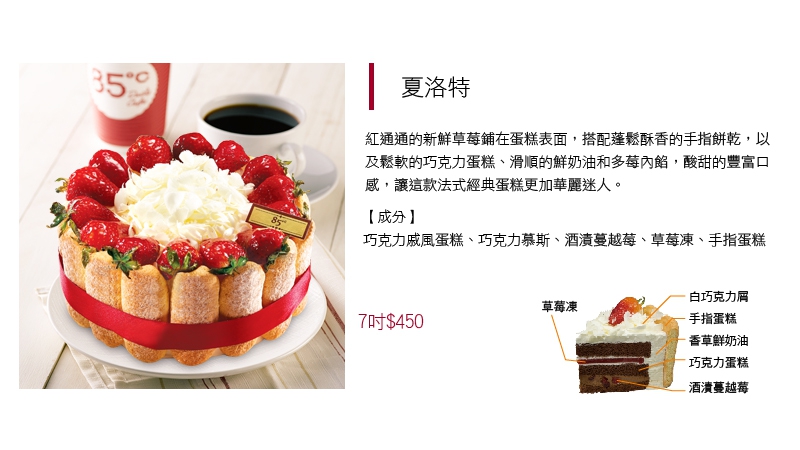 夏洛特
紅通通的新鮮草莓鋪在蛋糕表面，搭配蓬鬆酥香的手指餅乾，以
及鬆軟的巧克力蛋糕、滑順的鮮奶油和多莓內餡，酸甜的豐富口
感，讓這款法式經典蛋糕更加華麗迷人。
【成分】
巧克力戚風蛋糕、巧克力慕斯、酒漬蔓越莓、草莓凍、手指蛋糕
7吋$450
草莓凍
白巧克力屑
手指蛋糕
香草鮮奶油
巧克力蛋糕
酒漬蔓越莓
85°C
85°C